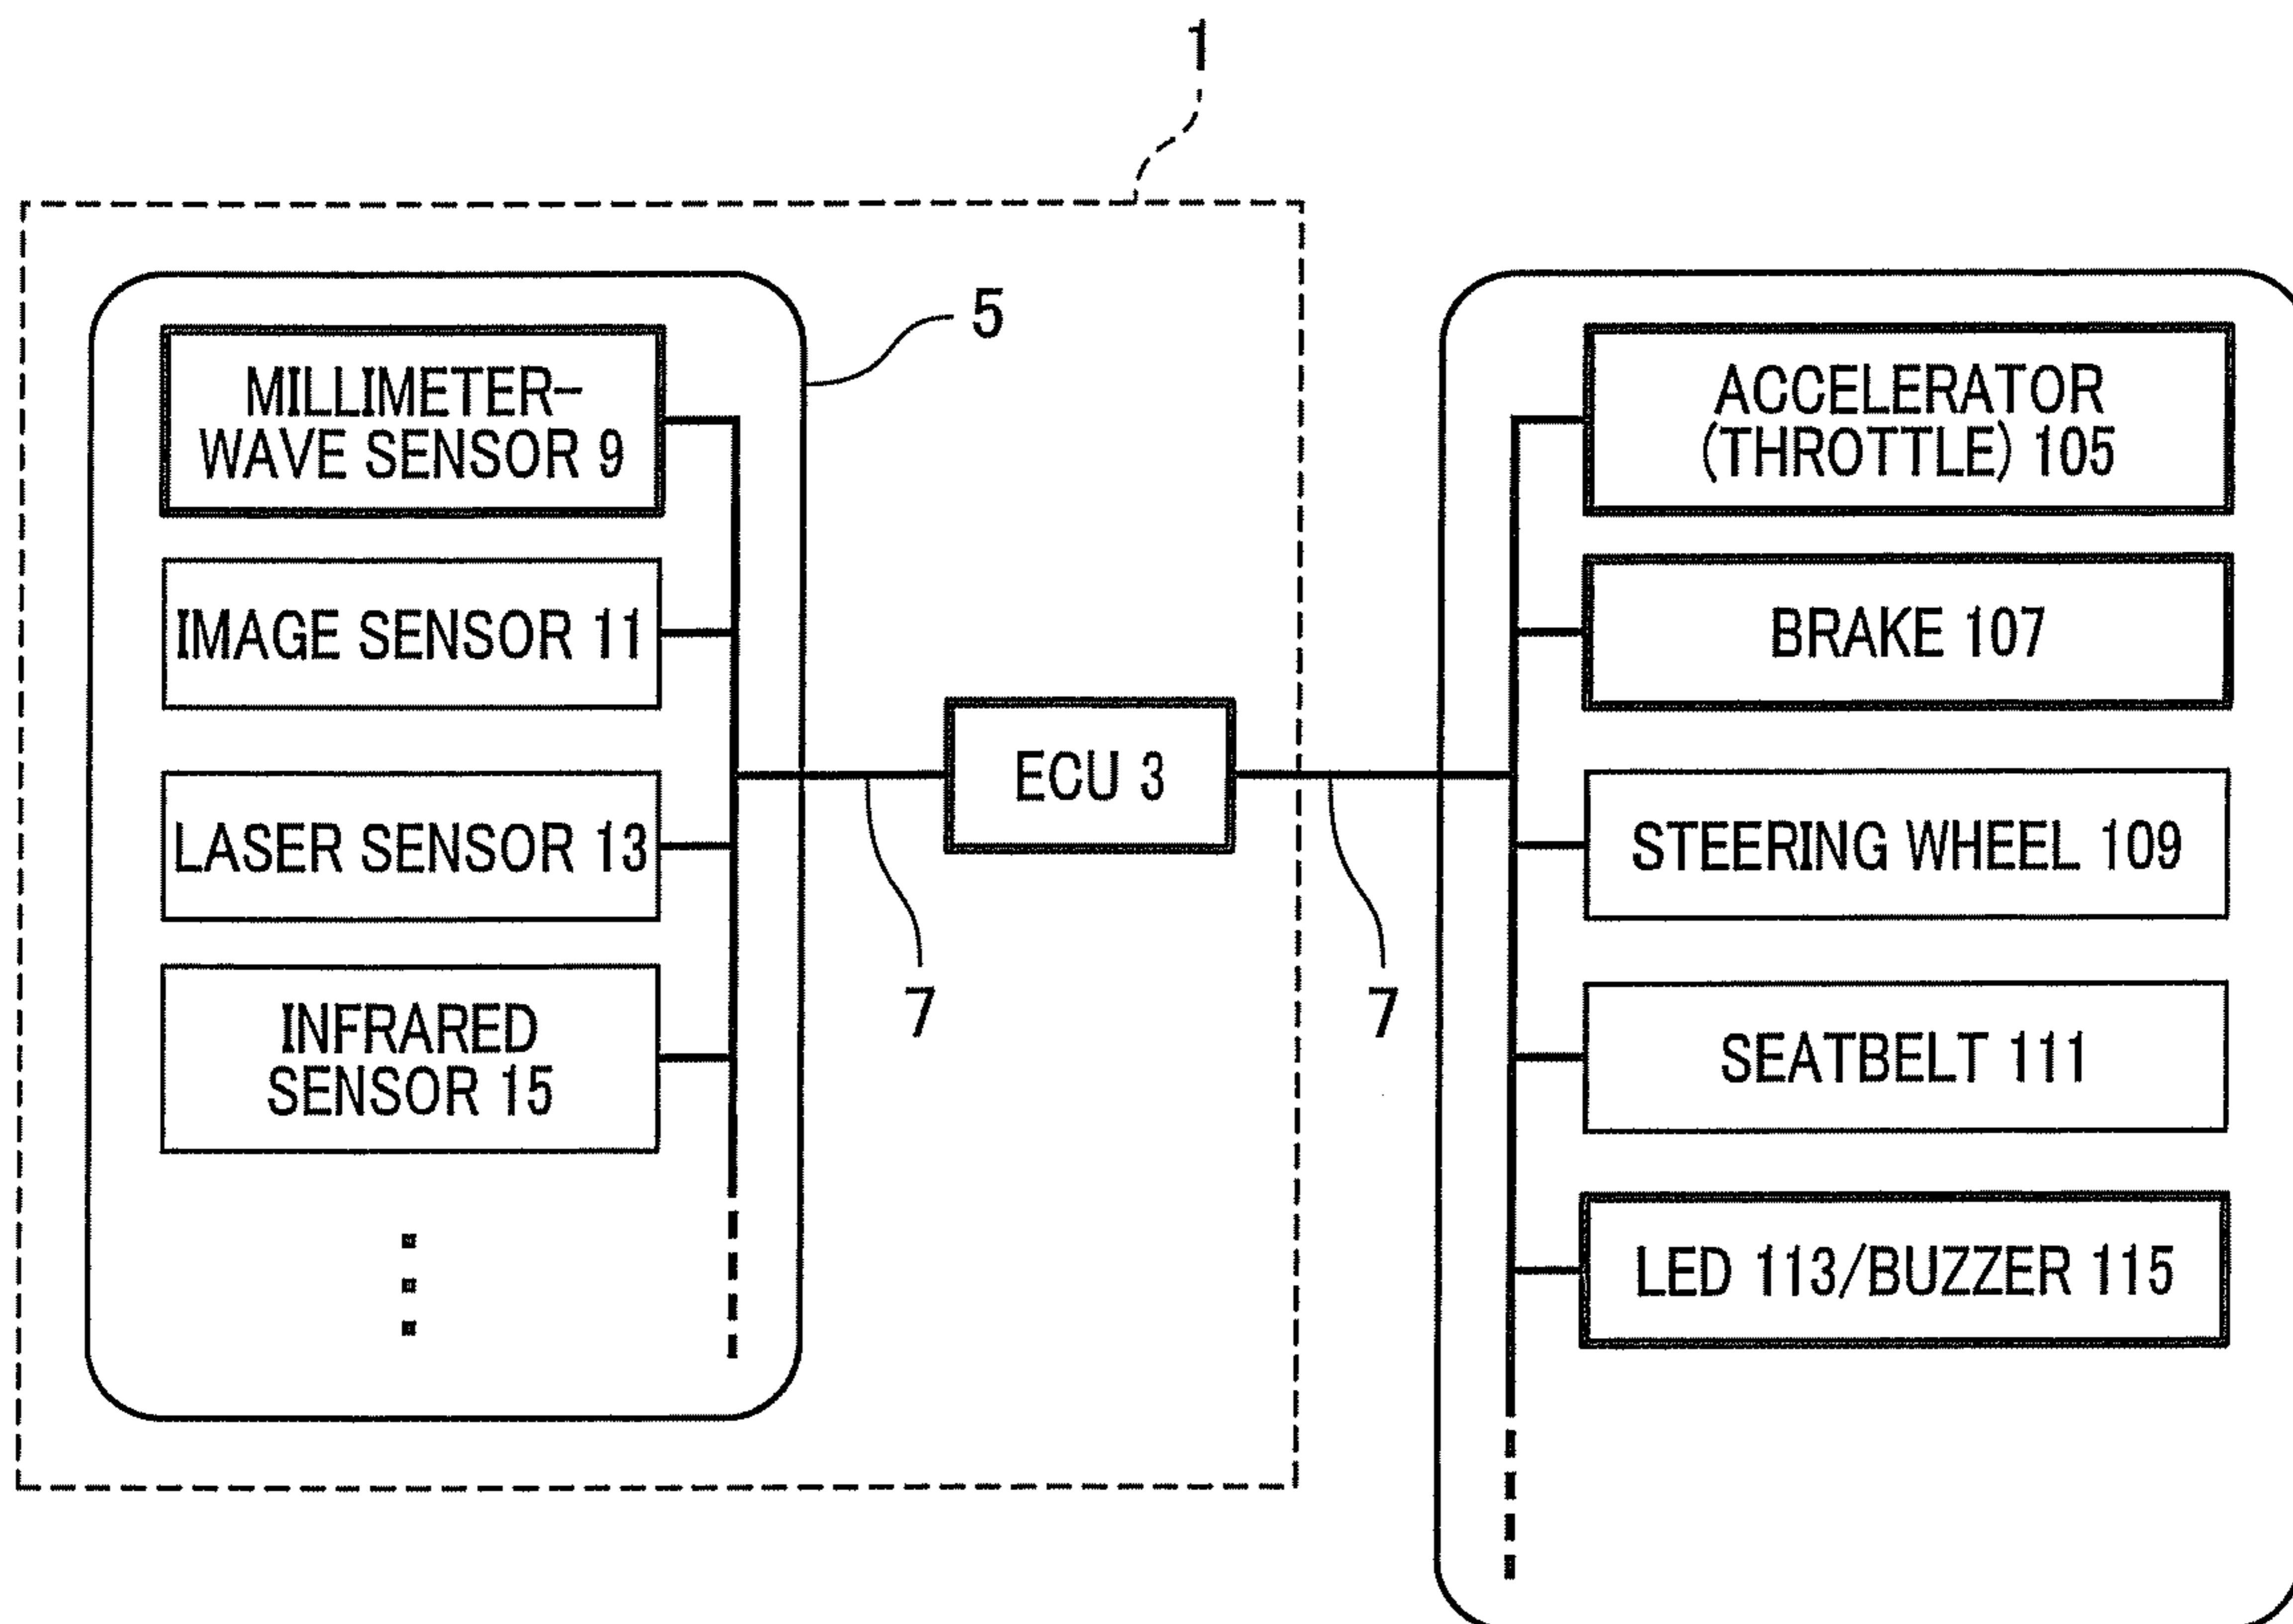 1
5
MILLIMETER-
WAVE SENSOR 9
IMAGE SENSOR 11
LASER SENSOR 13
INFRARED
SENSOR 15
ECU 3
7
7
ACCELERATOR
(THROTTLE) 105
BRAKE 107
STEERING WHEEL 109
SEATBELT 111
LED 113/BUZZER 115